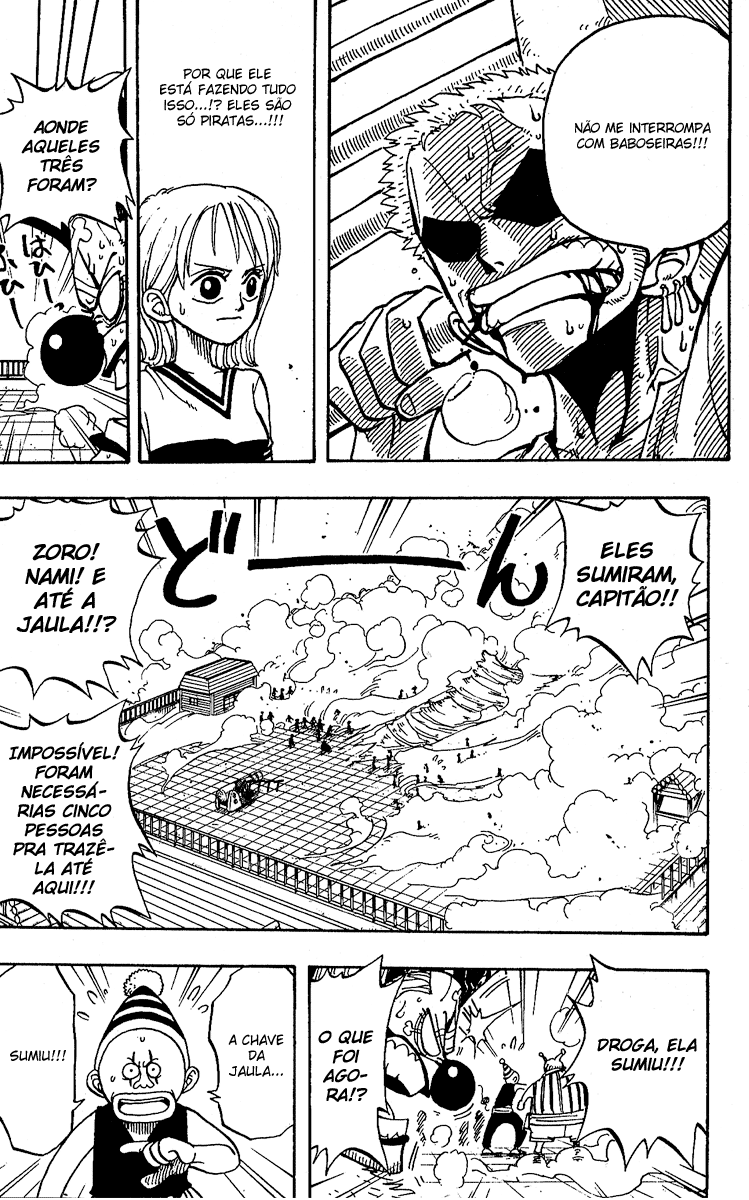 NÃO ME INTERROMPA
COM BABOSEIRAS!!!
POR QUE ELE
ESTÁ FAZENDO TUDO
ISSO...!? ELES SÃO
SÓ PIRATAS...!!!
AONDE
AQUELES
TRÊS
FORAM?
はひーっ
ふひー
ELES
SUMIRAM,
CAPITÃO!!
どーん
ZORO!
NAMI! E
ATÉ A
JAULA!!?
IMPOSSÍVEL!
FORAM
NECESSÁ-
RIAS CINCO
PESSOAS
PRA TRAZÊ-
LA ATÉ
AQUI!!!
DROGA, ELA
SUMIU!!!
O QUE
FOI
AGO-
RA!?
A CHAVE
DA
JAULA...
SUMIU!!!